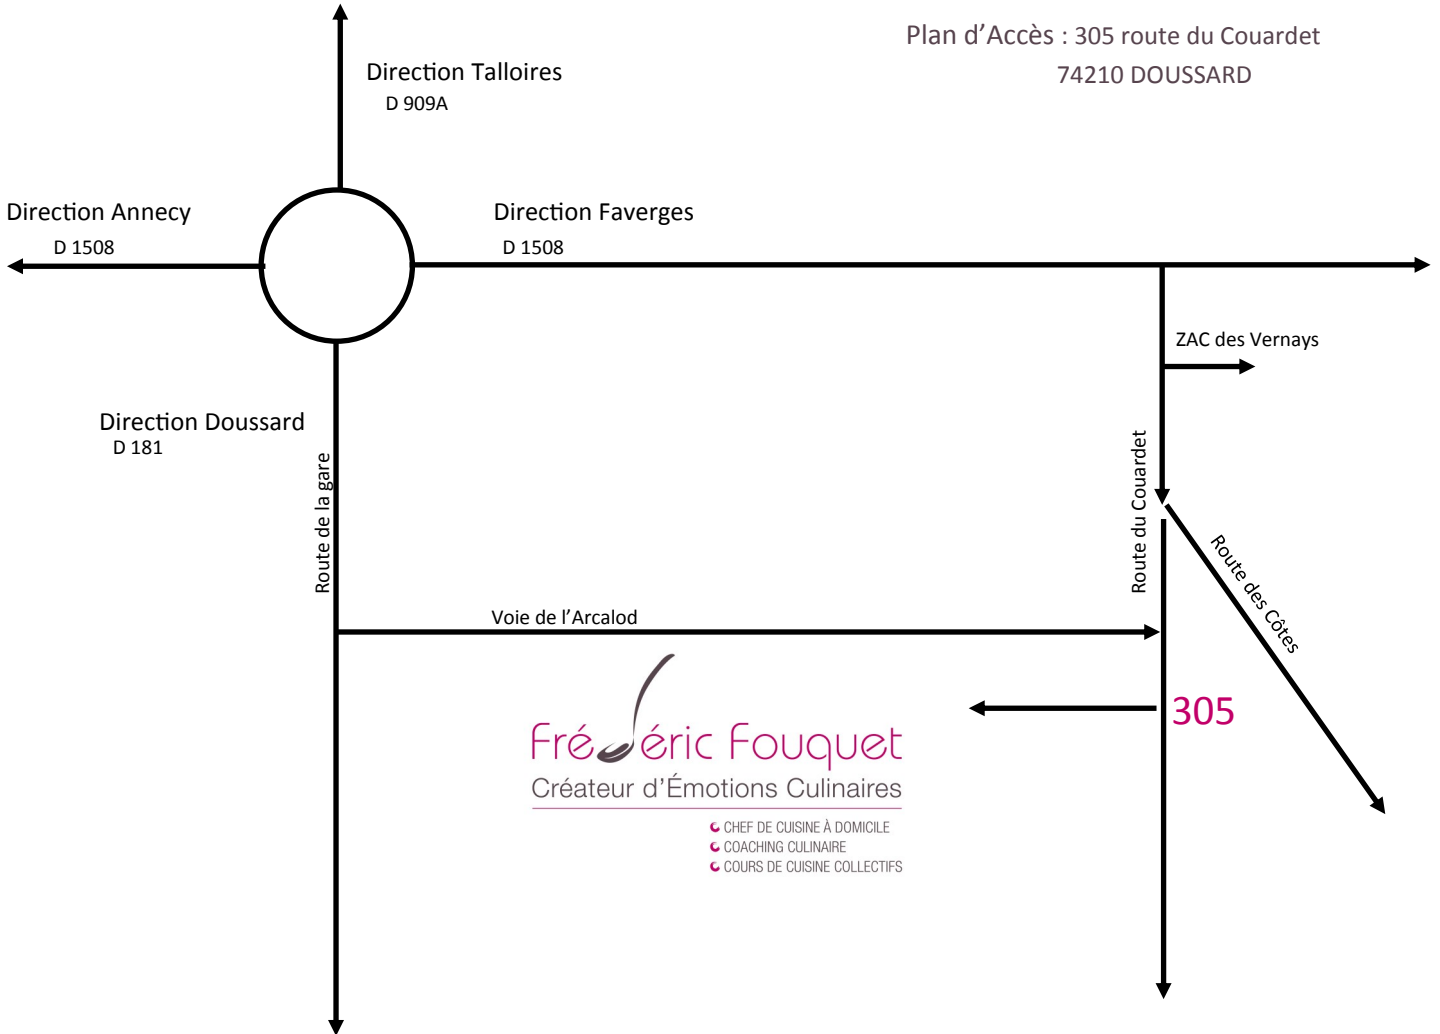 Plan d’Accès : 305 route du Couardet
74210 DOUSSARD
Direction Talloires
D 909A
Direction Annecy
D 1508
Direction Faverges
D 1508
ZAC des Vernays
Direction Doussard
D 181
Route de la gare
Route du Couardet
Route des Côtes
Voie de l’Arcalod
305
Frédéric Fouquet
Créateur d’Émotions Culinaires
CHEF DE CUISINE À DOMICILE
COACHING CULINAIRE
COURS DE CUISINE COLLECTIFS